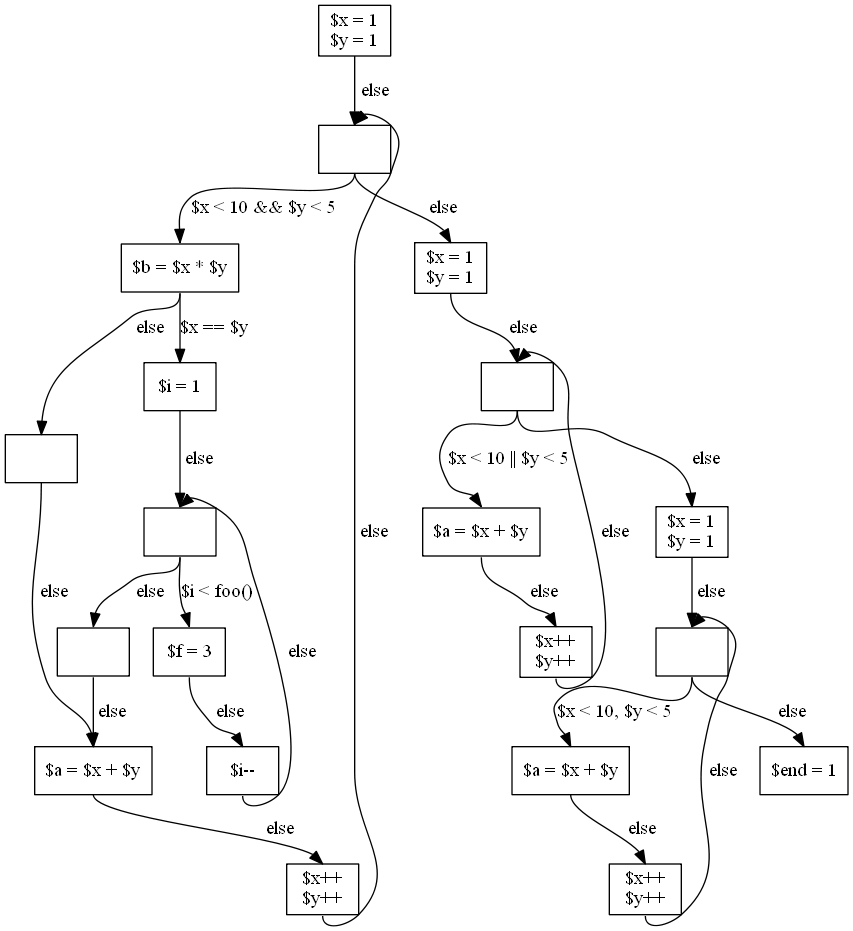 $x = 1
$y = 1
else
$x < 10 && $y < 5
else
$b = $x * $y
$x = 1
$y = 1
else
$x == $y
else
$i = 1
else
$x < 10 || $y < 5
else
$a = $x + $y
$x = 1
$y = 1
else
else
else
else
$i < foo()
else
else
$f = 3
$x++
$y++
else
else
else
$x < 10, $y < 5
else
$a = $x + $y
$i--
else
$a = $x + $y
$end = 1
else
else
$x++
$y++
$x++
$y++